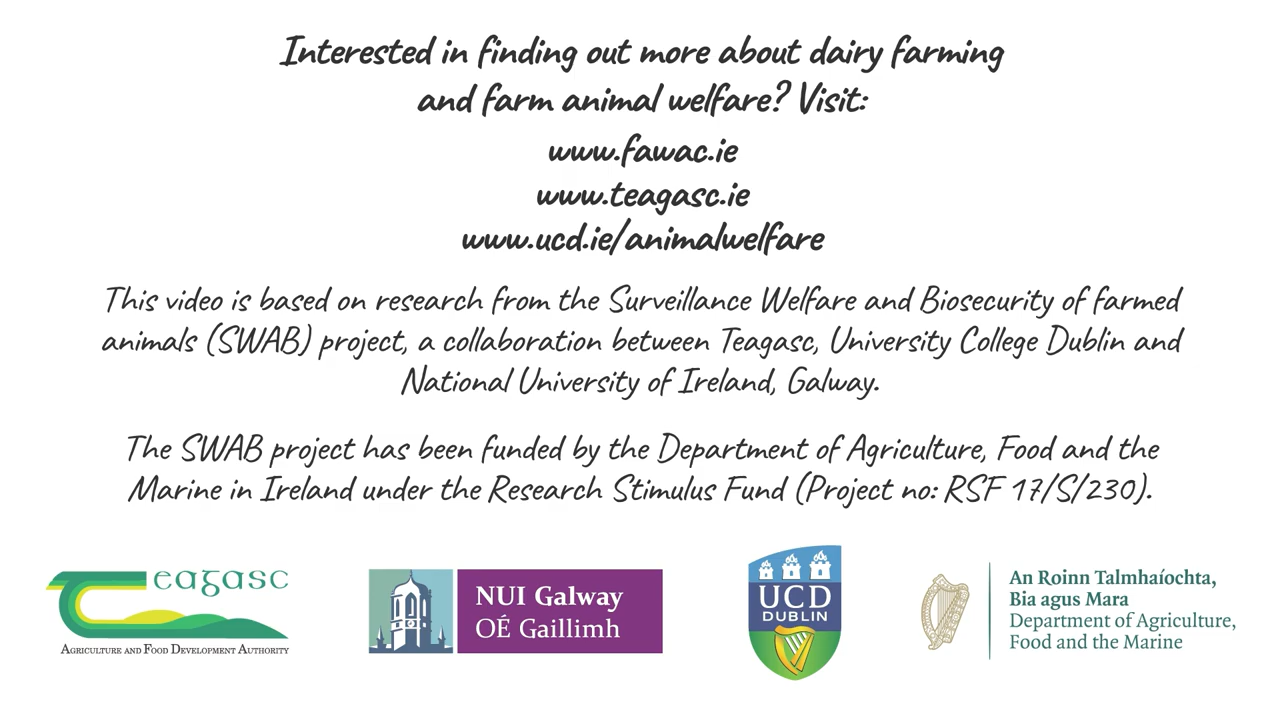 Interested in finding out more about dairy farming
and farm animal welfare? Visit:
www.fawac.ie
www.teagasc.ie
www.ucd.ie/animalwelfare
This video is based on research from the Surveillance Welfare and Biosecurity of farmed
animals (SWAB) project, a collaboration between Teagasc, University College Dublin and
National University of Ireland, Galway.
The SWAB project has been funded by the Department of Agriculture, Food and the
Marine in Ireland under the Research Stimulus Fund (Project no: RSF 17/S/230).
Teagasc
Agriculture and Food Development Authority
NUI Galway
OÉ Gaillimh
UCD
DUBLIN
An Roinn Talmhaíochta,
Bia agus Mara
Department of Agriculture,
Food and the Marine